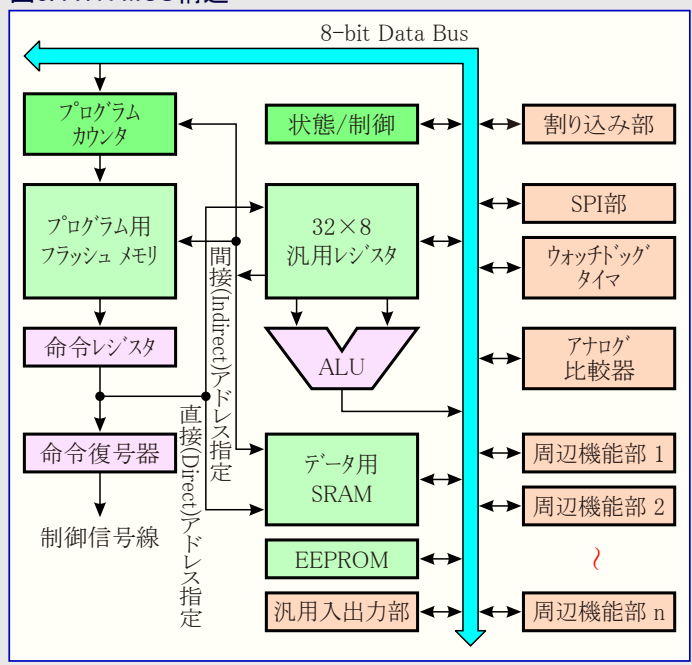 8-bit Data Bus
プログラム
カウンタ
状態/制御
割り込み部
プログラム用
フラッシュ メモリ
32×8
汎用レジスタ
SPI部
ウォッチドッグ
タイマ
命令レジスタ
ALU
アナログ
比較器
間接(Indirect)アドレス指定
直接(Direct)アドレス指定
命令復号器
制御信号線
データ用
SRAM
周辺機能部 1
周辺機能部 2
EEPROM
～
汎用入出力部
周辺機能部 n